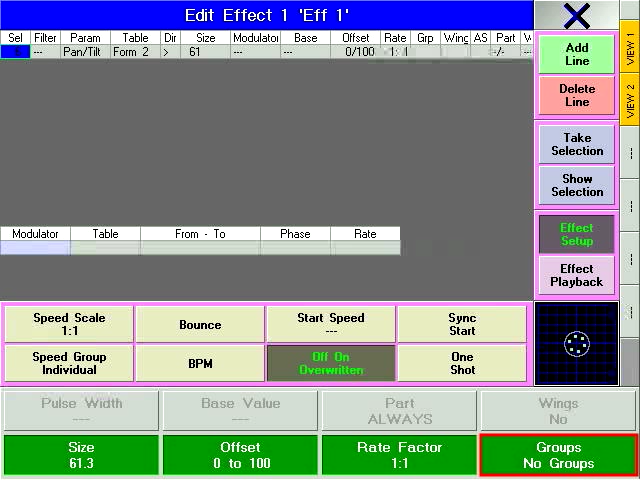 Edit Effect 1 'Eff 1'
Sel Filter Param Table Dir Size Modulator Base Offset Rate Grp Wing AS Part
--- Pan/Tilt Form 2 > 61 --- --- 0/100 1:1 +/-
Add
Line
Delete
Line
Take
Selection
Show
Selection
Effect
Setup
Effect
Playback
VIEW 1
VIEW 2
Modulator Table From - To Phase Rate
Speed Scale
1:1
Bounce
Start Speed
---
Sync
Start
Speed Group
Individual
BPM
Off On
Overwritten
One
Shot
Pulse Width
---
Base Value
---
Part
ALWAYS
Wings
No
Size
61.3
Offset
0 to 100
Rate Factor
1:1
Groups
No Groups